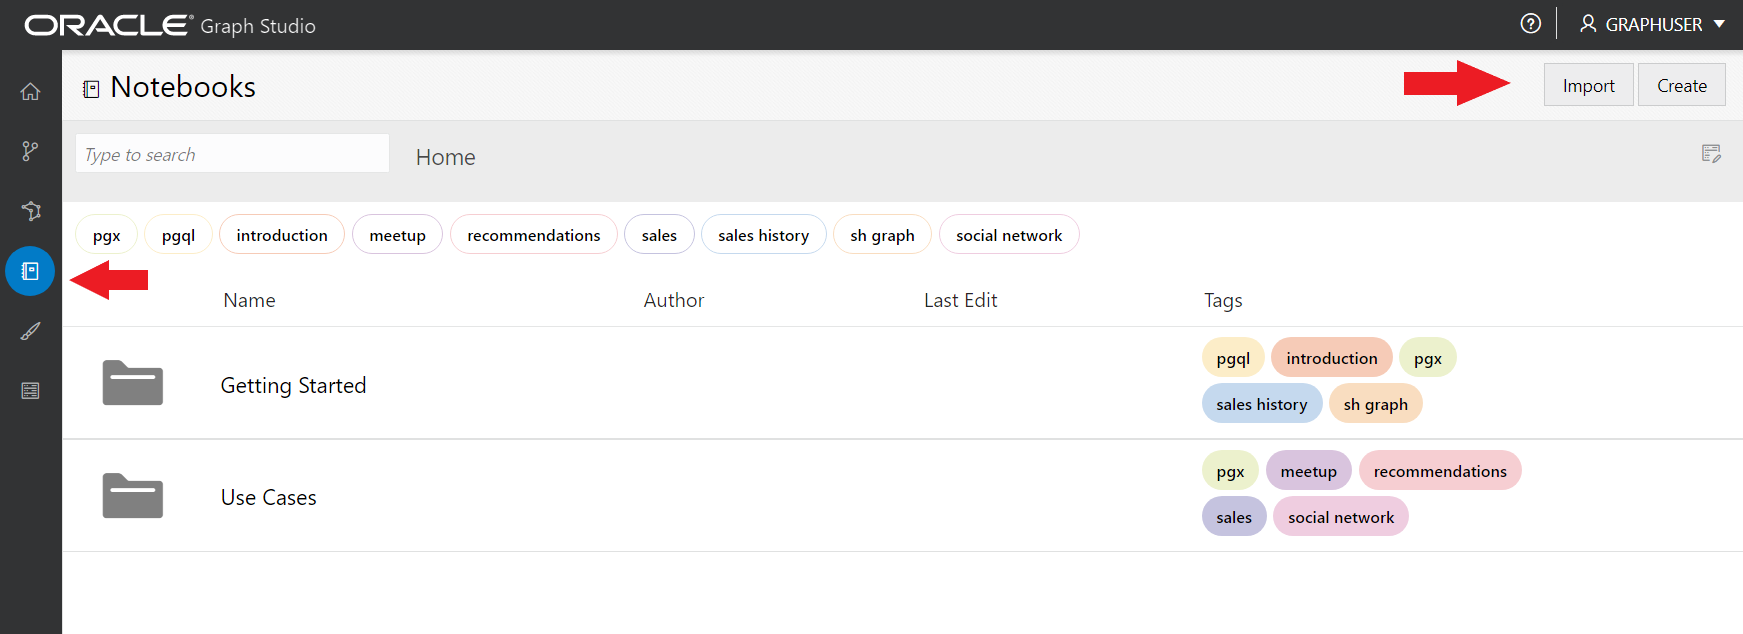 ORACLE® Graph Studio
GRAPHUSER
Notebooks
Import
Create
Type to search
Home
pgx pgql introduction meetup recommendations sales sales history sh graph social network
Name Author Last Edit Tags
Getting Started
pgql introduction pgx
sales history sh graph
Use Cases
pgx meetup recommendations
sales social network